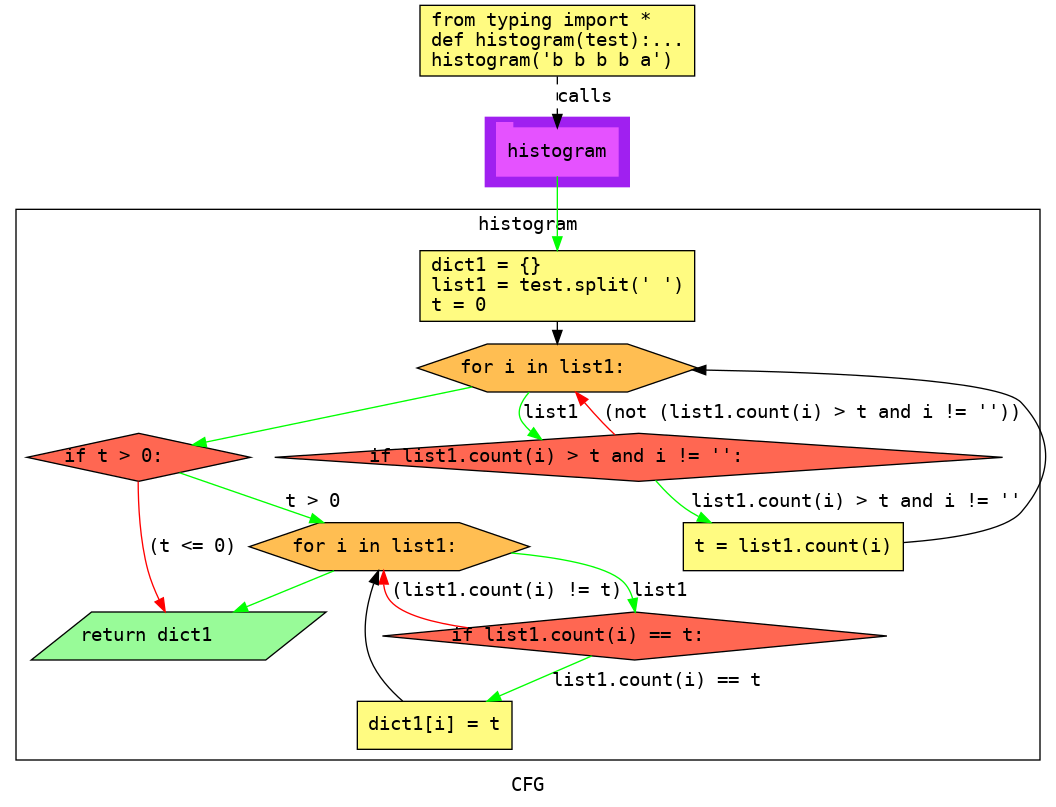 from typing import *
def histogram(test):...
histogram('b b b b a')
calls
histogram
histogram
dict1 = {}
list1 = test.split(' ')
t = 0
for i in list1:
list1
(not (list1.count(i) > t and i != ''))
if t > 0:
if list1.count(i) > t and i != '':
t > 0
list1.count(i) > t and i != ''
(t <= 0)
for i in list1:
t = list1.count(i)
(list1.count(i) != t)
list1
return dict1
if list1.count(i) == t:
list1.count(i) == t
dict1[i] = t
CFG